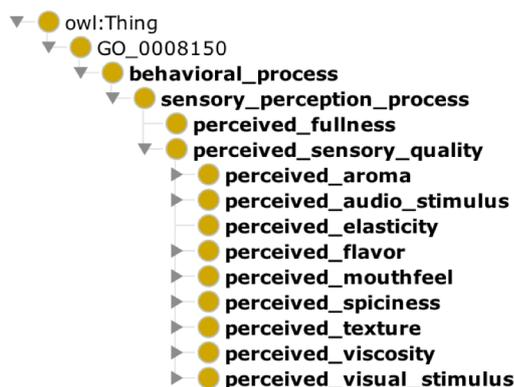 owl:Thing
GO_0008150
behavioral_process
sensory_perception_process
perceived_fullness
perceived_sensory_quality
perceived_aroma
perceived_audio_stimulus
perceived_elasticity
perceived_flavor
perceived_mouthfeel
perceived_spiciness
perceived_texture
perceived_viscosity
perceived_visual_stimulus